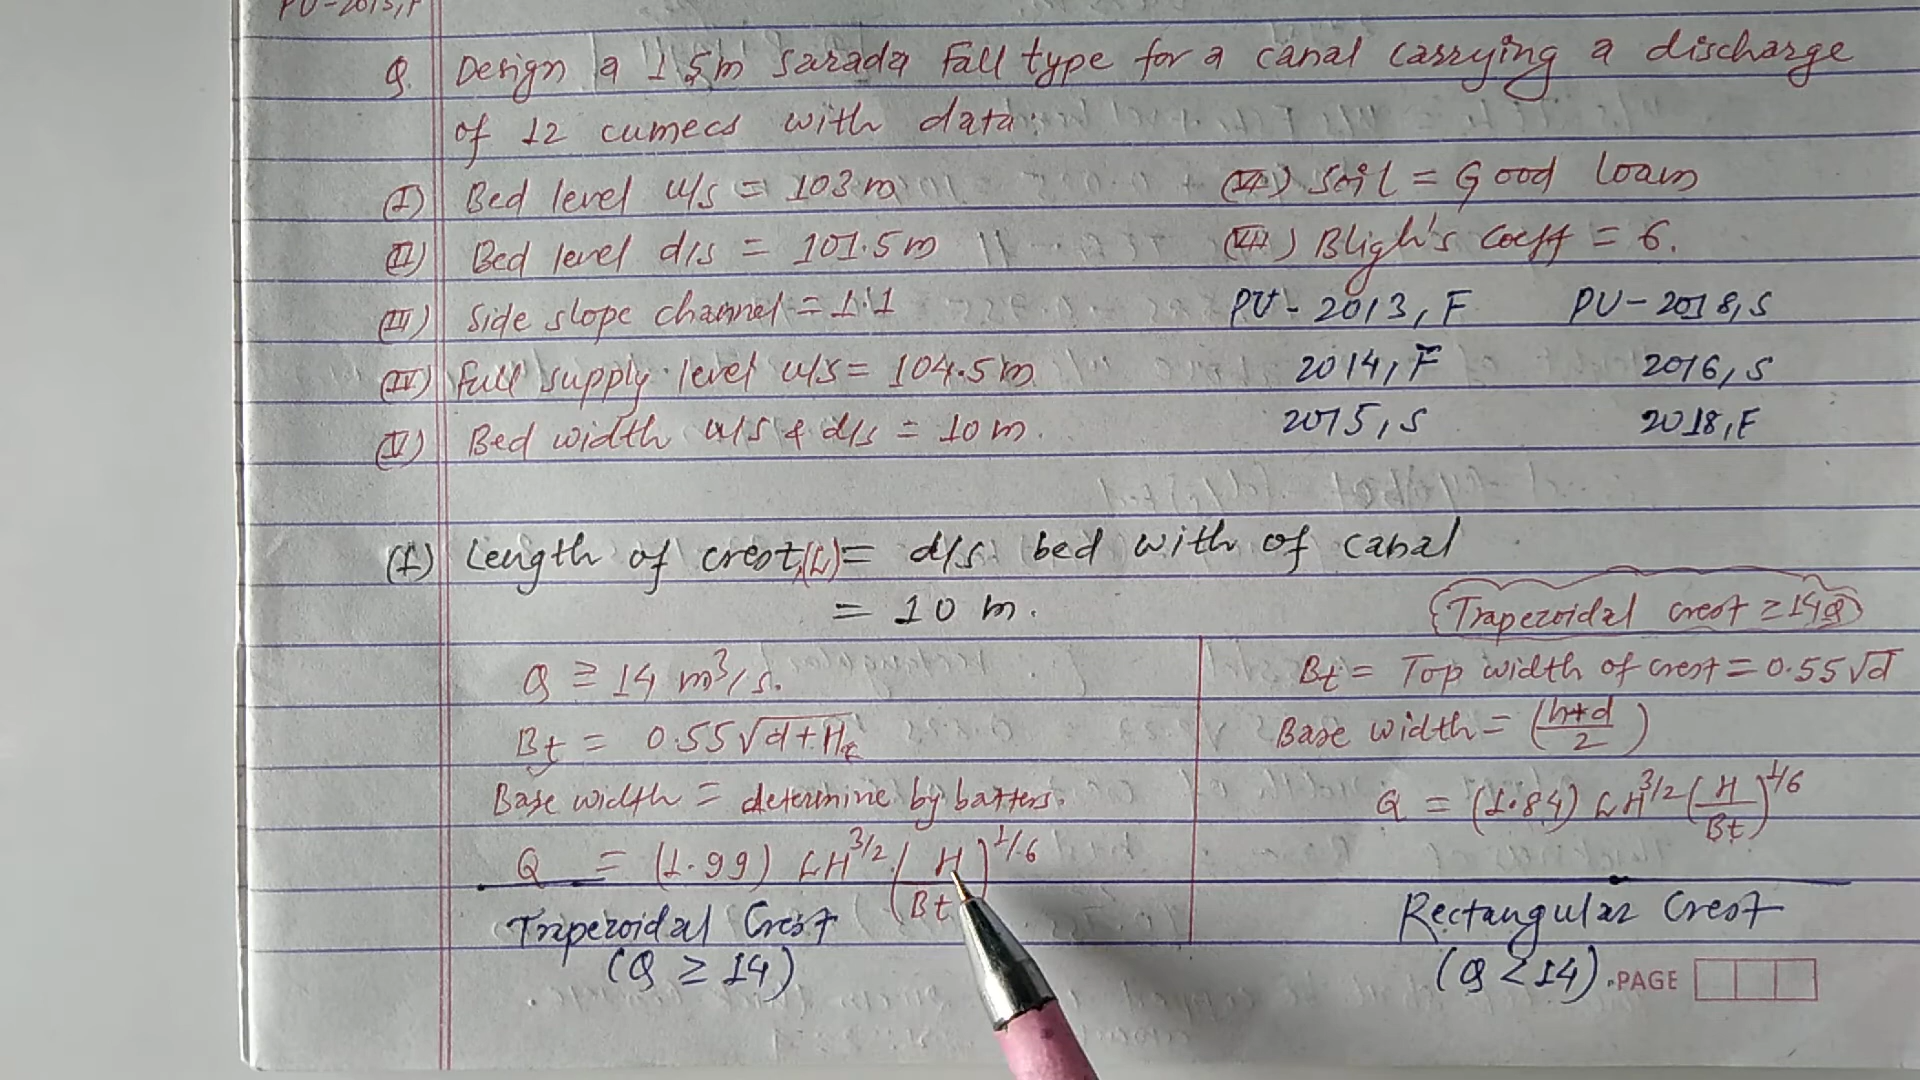 PU-2015,F
Q. Design a 1.5m Sarada Fall type for a canal carrying a discharge
of 12 cumecs with data:
(I) Bed level u/s = 103 m
(II) Bed level d/s = 101.5m
(III) Side slope channel = 1:1
(IV) Full supply level u/s = 104.5m
(V) Bed width u/s & d/s = 10 m.
(VI) Soil = Good loam
(VII) Bligh's coeff = 6.
PU-2013,F PU-2018,S
2014,F 2016,S
2015,S 2018,F
(1) Length of crest,(L) = d/s bed with of canal
= 10 m.
Q ≥ 14 m³/s.
Bt = 0.55√d+H
Base width = determine by batters.
Q = (1.99) LH^3/2 (H/Bt)^1/6
Trapezoidal Crest
(Q ≥ 14)
Trapezoidal crest ≥ 14Q
Bt = Top width of crest = 0.55√d
Base width = (h+d/2)
Q = (1.84) LH^3/2 (H/Bt)^1/6
Rectangular Crest
(Q < 14).
PAGE